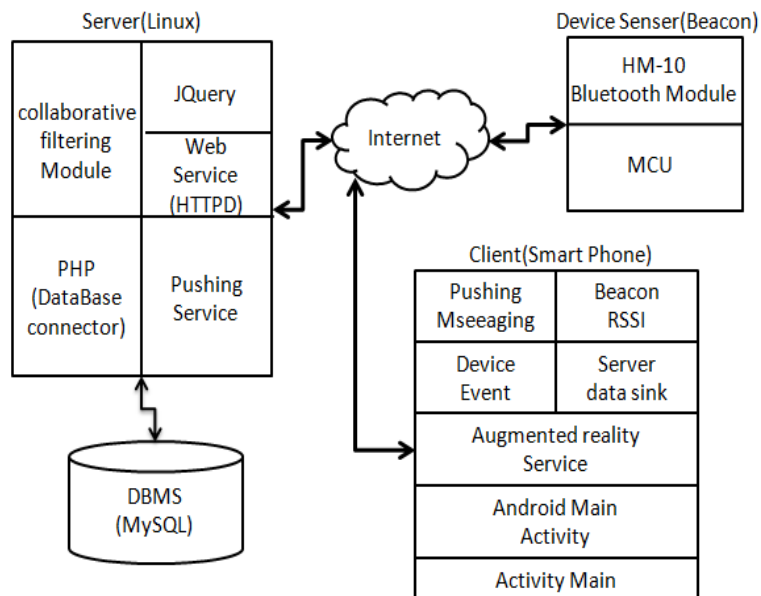 Server(Linux)
collaborative
filtering
Module
JQuery
Web
Service
(HTTPD)
PHP
(DataBase
connector)
Pushing
Service
DBMS
(MySQL)
Internet
Device Senser(Beacon)
HM-10
Bluetooth Module
MCU
Client(Smart Phone)
Pushing
Mseeaging
Beacon
RSSI
Device
Event
Server
data sink
Augmented reality
Service
Android Main
Activity
Activity Main